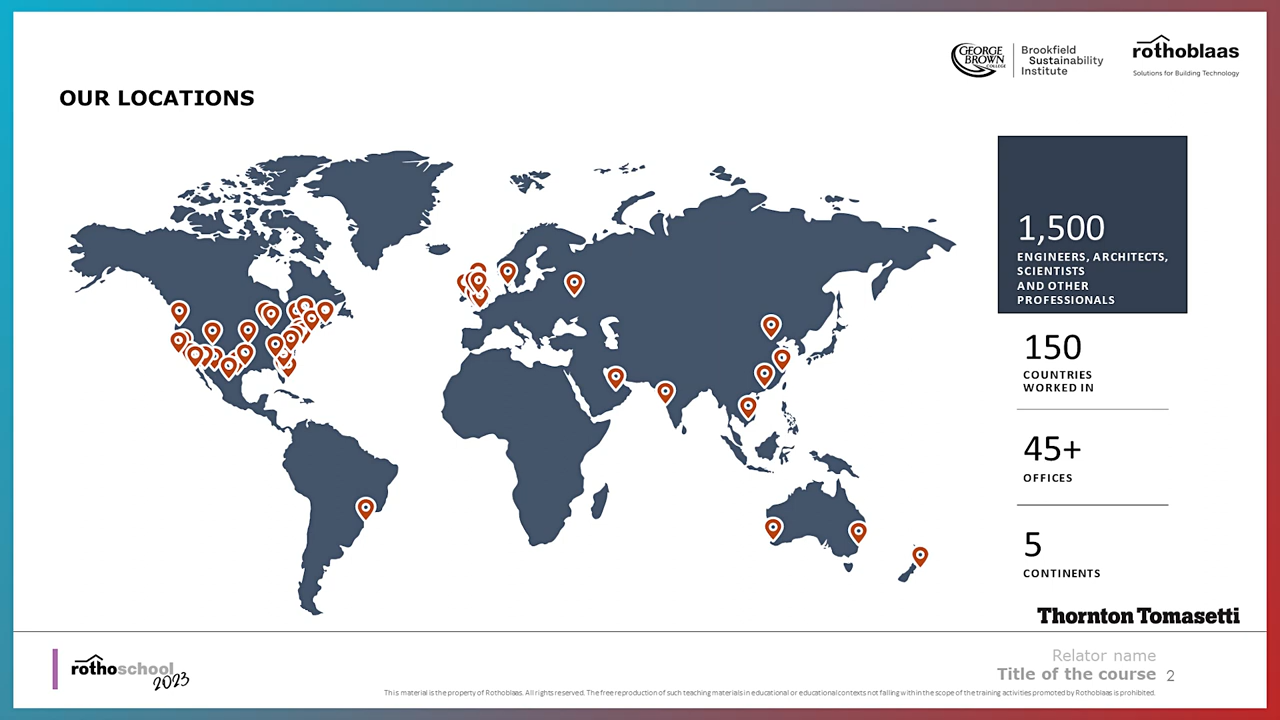 GEORGE
BROWN
COLLEGE
Brookfield
Sustainability
Institute
rothoblaas
Solutions for Building Technology
OUR LOCATIONS
1,500
ENGINEERS, ARCHITECTS,
SCIENTISTS
AND OTHER
PROFESSIONALS
150
COUNTRIES
WORKED IN
45+
OFFICES
5
CONTINENTS
Thornton Tomasetti
rothoschool
2023
Relator name
Title of the course 2
This material is the property of Rothoblaas. All rights reserved. The free reproduction of such teaching materials in educational or educational contexts not falling within the scope of the training activities promoted by Rothoblaas is prohibited.